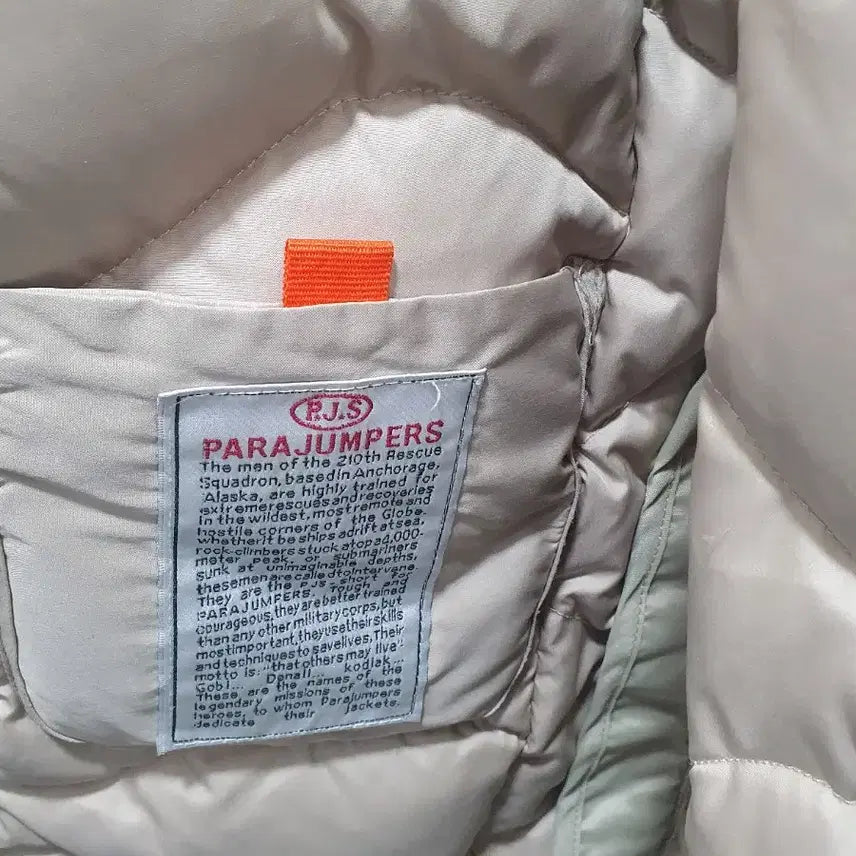 P.J.S
PARAJUMPERS
The men of the 210th Rescue
Squadron, based in Anchorage,
Alaska, are highly trained for
extreme rescues and recoveries
in the wildest, most remote and
hostile corners of the Globe.
whether it be ships adrift at sea,
rock-climbers stuck atop a 4,000-
meter peak, or submariners
sunk at unimaginable depths,
these men are called to intervene.
They are the PJs-short for
PARAJUMPERS. Tough and
courageous, they are better trained
than any other military corps, but
most important, they use their skills
and techniques to save lives. Their
motto is: "that others may live"
Gobi... Denali... kodiak...
These are the names of the
legendary missions of these
heroes, to whom Parajumpers
dedicate their jackets.